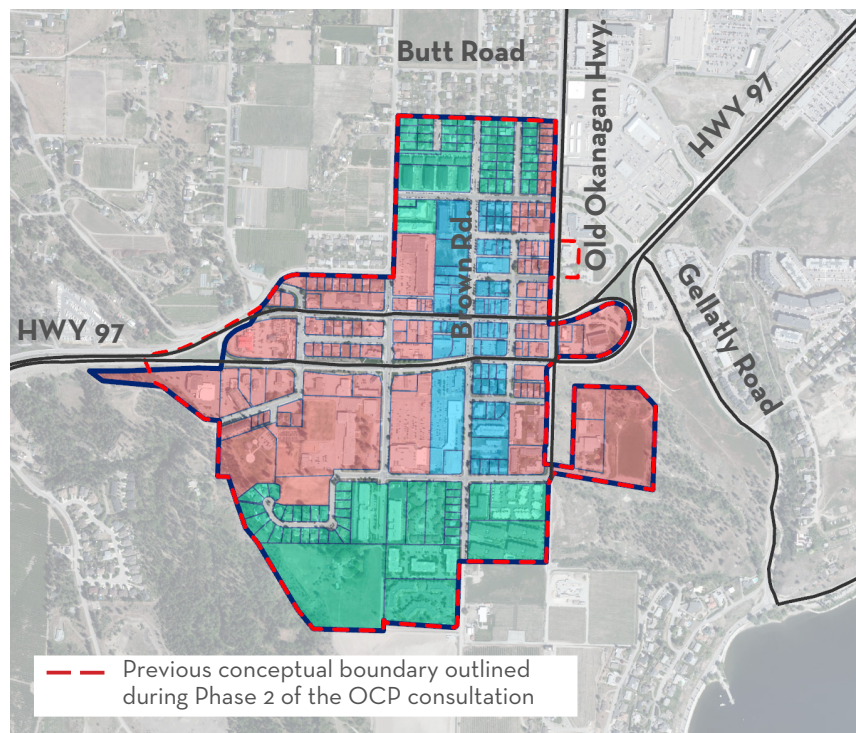 Butt Road
Old Okanagan Hwy.
HWY 97
Brown Rd.
Gellatly Road
HWY 97
Previous conceptual boundary outlined
during Phase 2 of the OCP consultation